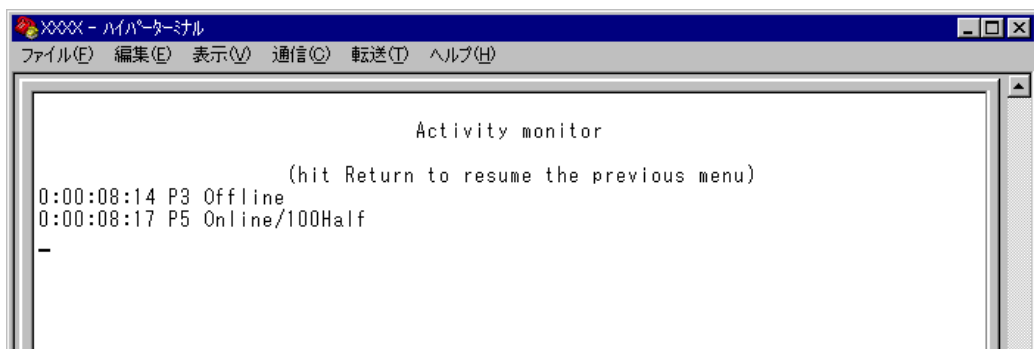 XXXX - ﾊｲﾊﾟｰﾀｰﾐﾅﾙ
ファイル(F) 編集(E) 表示(V) 通信(C) 転送(T) ヘルプ(H)
Activity monitor
(hit Return to resume the previous menu)
0:00:08:14 P3 Offline
0:00:08:17 P5 Online/100Half